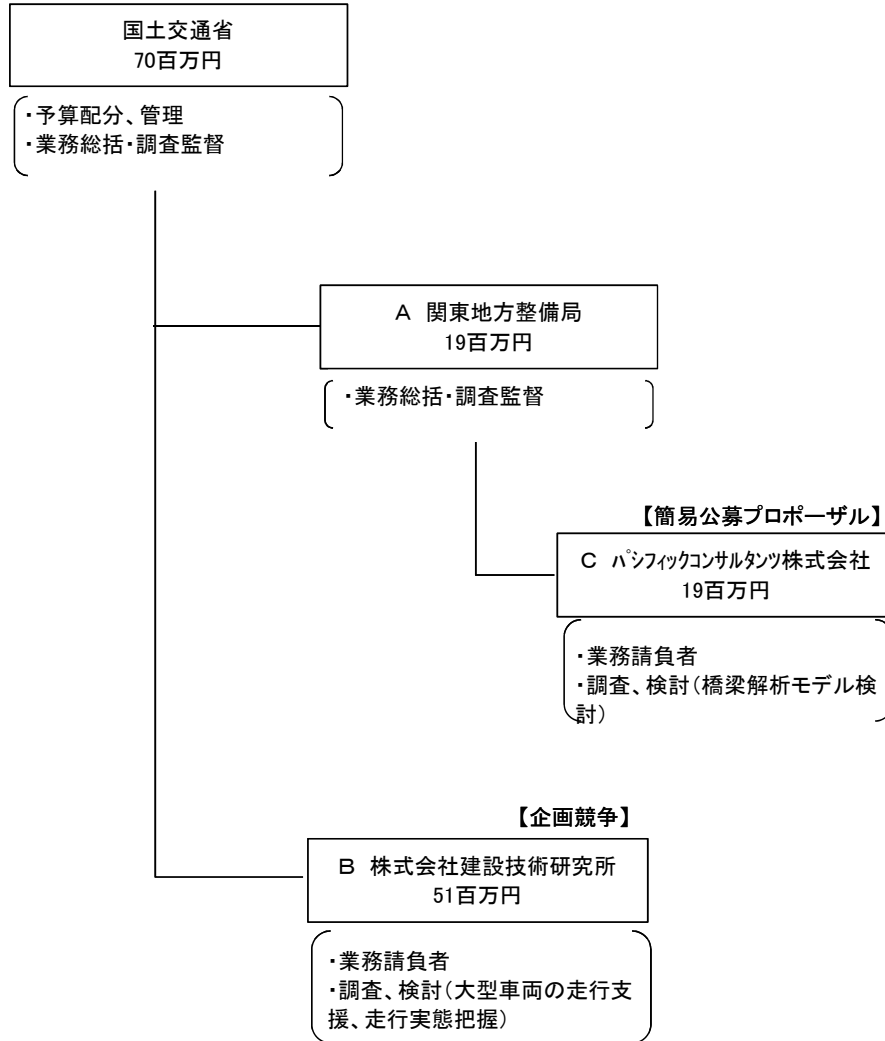 国土交通省
70百万円
・予算配分、管理
・業務総括・調査監督
A 関東地方整備局
19百万円
・業務総括・調査監督
【簡易公募プロポーザル】
C パシフィックコンサルタンツ株式会社
19百万円
・業務請負者
・調査、検討(橋梁解析モデル検
討)
【企画競争】
B 株式会社建設技術研究所
51百万円
・業務請負者
・調査、検討(大型車両の走行支
援、走行実態把握)